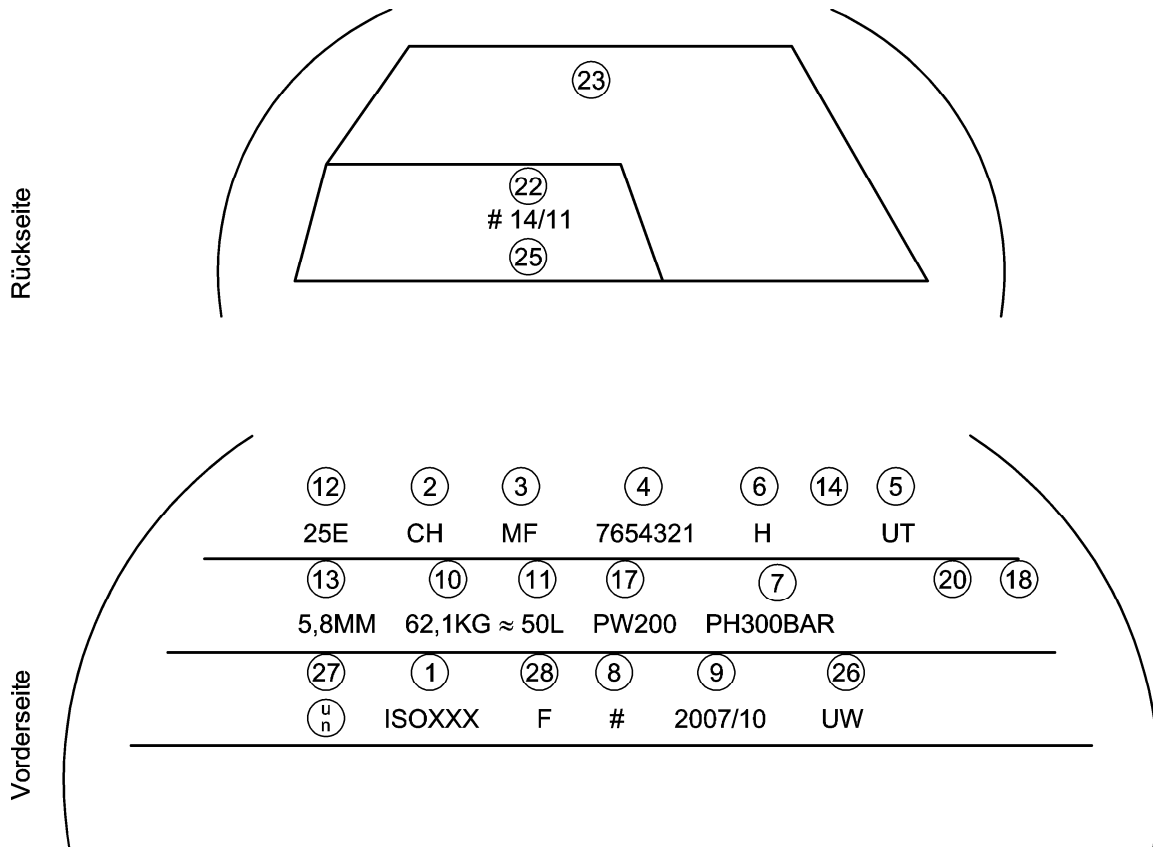 Rückseite
23
22
# 14/11
25
Vorderseite
12 2 3 4 6 14 5
25E CH MF 7654321 H UT
13 10 11 17 7 20 18
5,8MM 62,1KG ≈ 50L PW200 PH300BAR
27 1 28 8 9 26
un ISOXXX F # 2007/10 UW